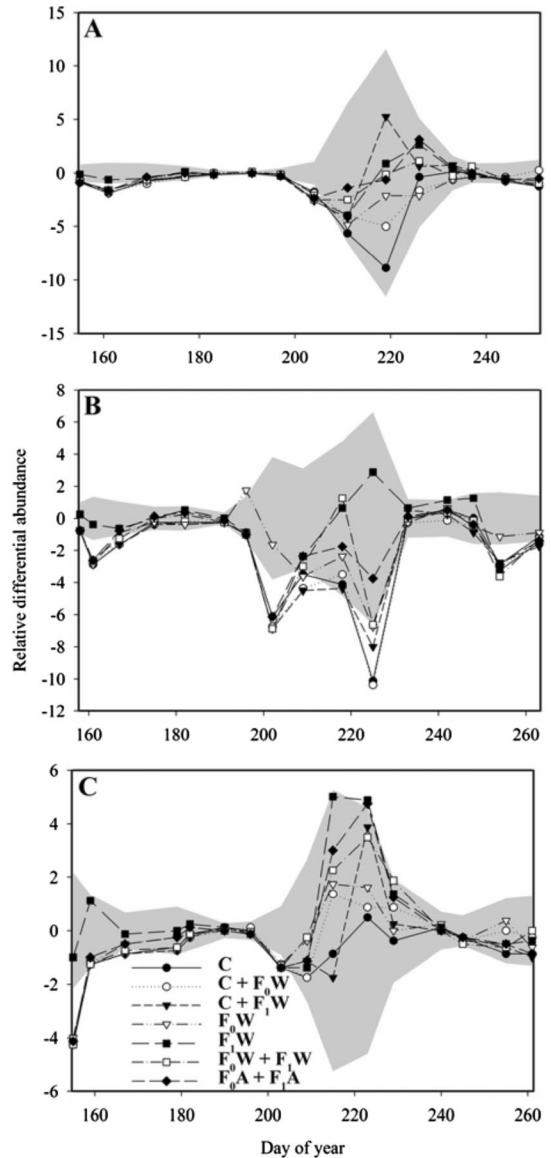 A
15
10
5
0
-5
-10
-15
160 180 200 220 240
B
8
6
4
2
0
-2
-4
-6
-8
-10
-12
160 180 200 220 240 260
Relative differential abundance
C
6
4
2
0
-2
-4
-6
C
C + F₀W
C + F₁W
F₀W
F₁W
F₀W + F₁W
F₀A + F₁A
160 180 200 220 240 260
Day of year